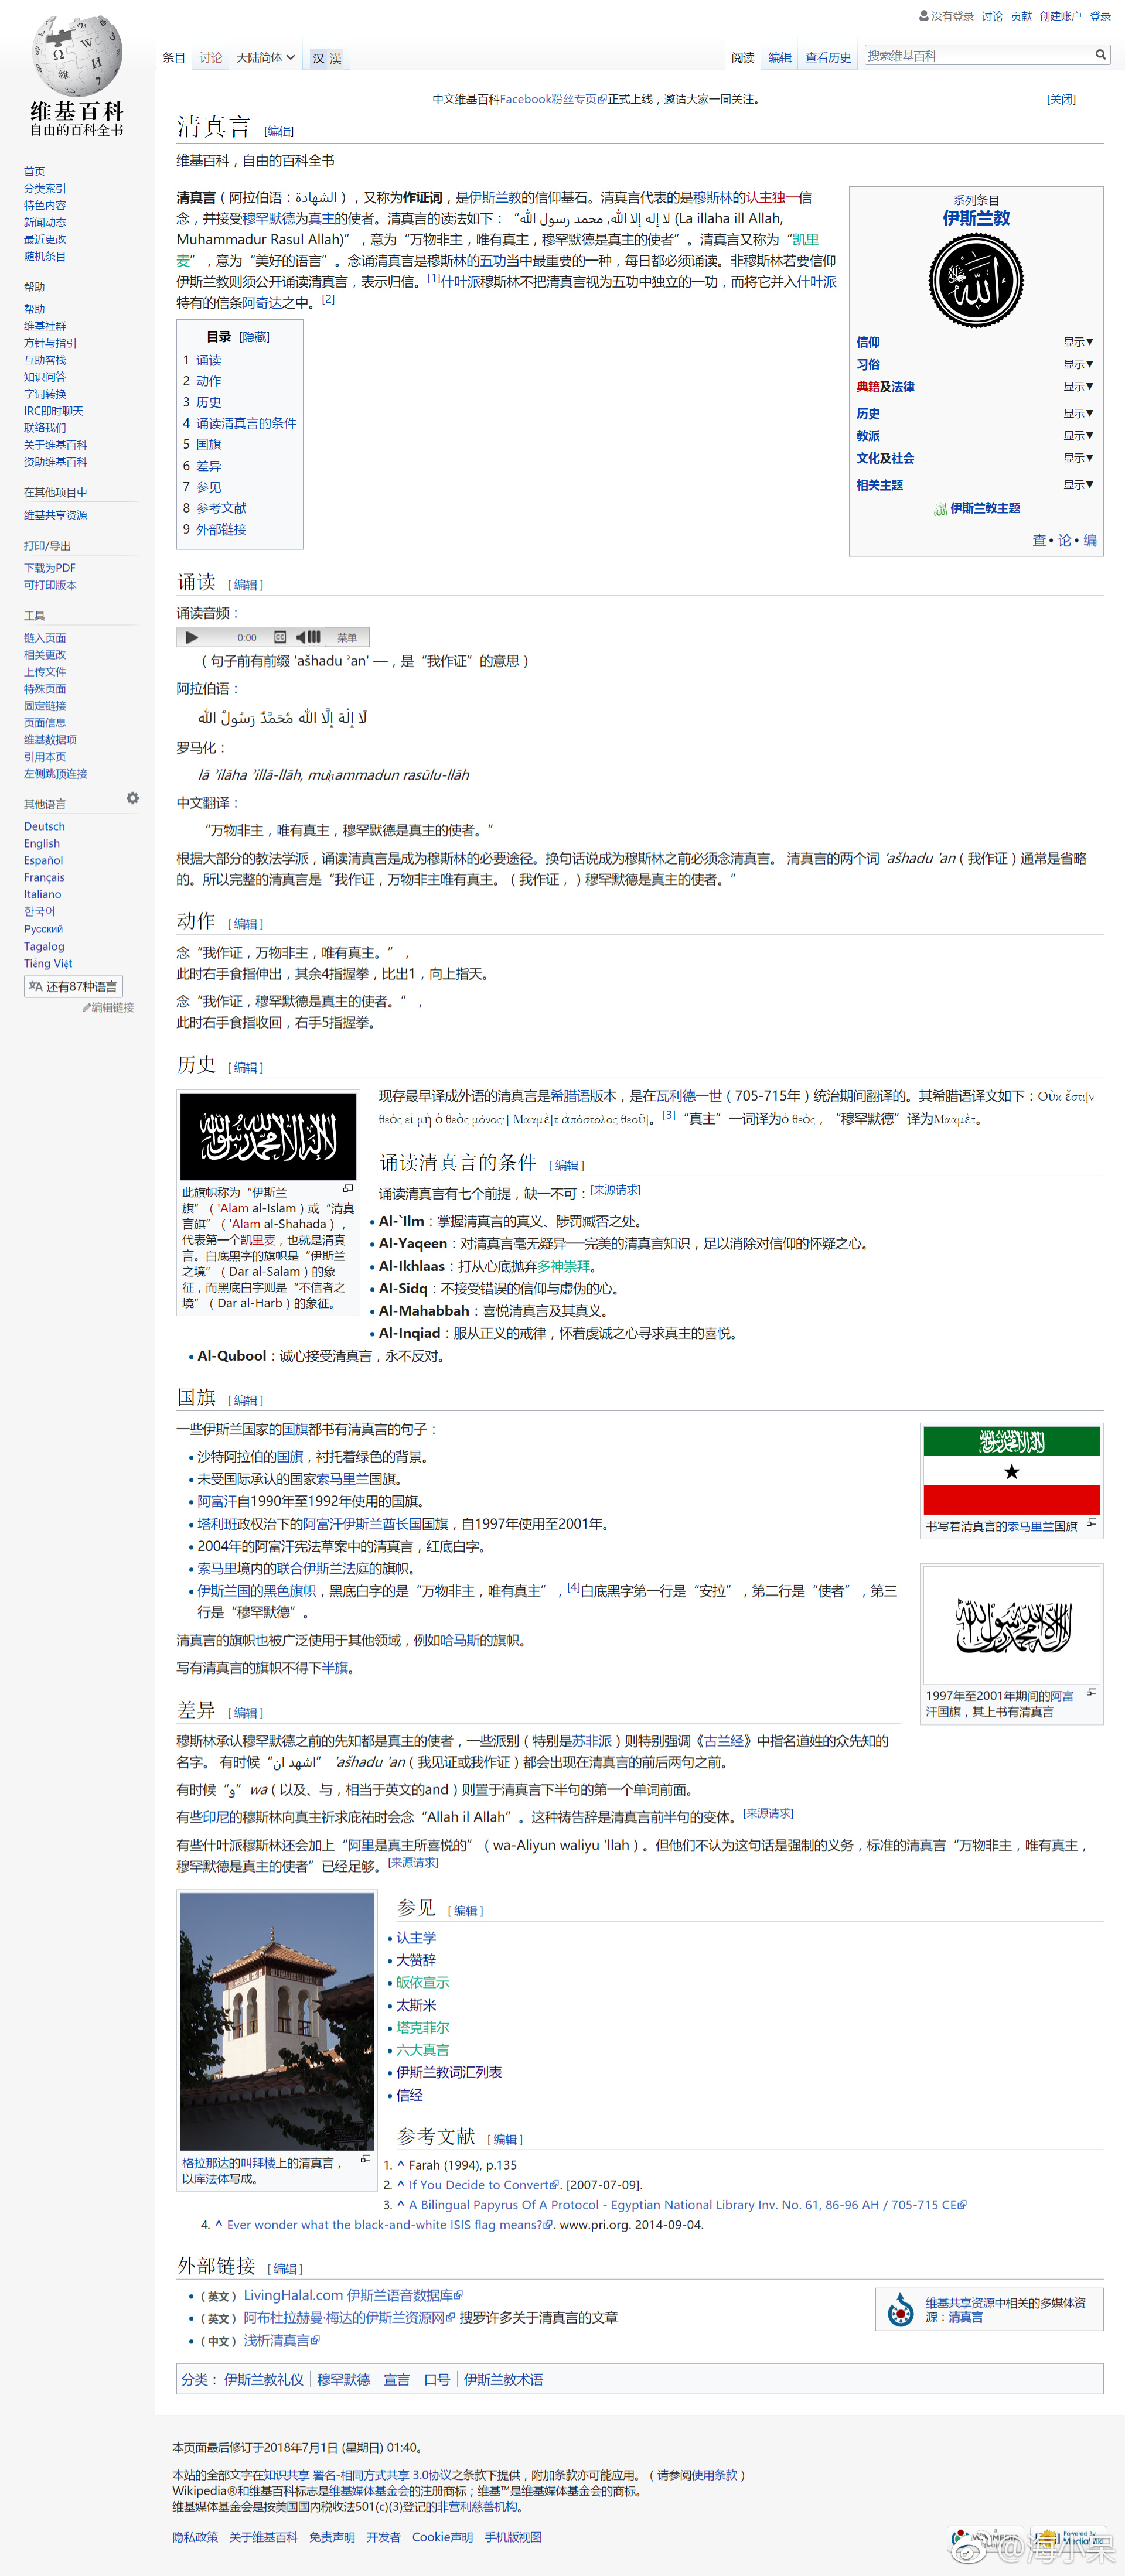 没有登录 讨论 贡献 创建账户 登录
条目 讨论 大陆简体 汉 漢 阅读 编辑 查看历史 搜索维基百科
维基百科
自由的百科全书
首页
分类索引
特色内容
新闻动态
最近更改
随机条目
帮助
帮助
维基社群
方针与指引
互助客栈
知识问答
字词转换
IRC即时聊天
联络我们
关于维基百科
资助维基百科
在其他项目中
维基共享资源
打印/导出
下载为PDF
可打印版本
工具
链入页面
相关更改
上传文件
特殊页面
固定链接
页面信息
维基数据项
引用本页
左侧跳顶连接
其他语言
Deutsch
English
Español
Français
Italiano
한국어
Русский
Tagalog
Tiếng Việt
还有87种语言
编辑链接
中文维基百科Facebook粉丝专页正式上线，邀请大家一同关注。 [关闭]
清真言 [编辑]
维基百科，自由的百科全书
清真言（阿拉伯语：الشهادة），又称为作证词，是伊斯兰教的信仰基石。清真言代表的是穆斯林的认主独一信
念，并接受穆罕默德为真主的使者。清真言的读法如下：“لا إله إلا الله, محمد رسول الله (La illaha ill Allah,
Muhammadur Rasul Allah)”，意为“万物非主，唯有真主，穆罕默德是真主的使者”。清真言又称为“凯里
麦”，意为“美好的语言”。念诵清真言是穆斯林的五功当中最重要的一种，每日都必须诵读。非穆斯林若要信仰
伊斯兰教则须公开诵读清真言，表示归信。[1]什叶派穆斯林不把清真言视为五功中独立的一功，而将它并入什叶派
特有的信条阿奇达之中。[2]
系列条目
伊斯兰教
信仰 显示▼
习俗 显示▼
典籍及法律 显示▼
历史 显示▼
教派 显示▼
文化及社会 显示▼
相关主题 显示▼
伊斯兰教主题
查 • 论 • 编
目录 [隐藏]
1 诵读
2 动作
3 历史
4 诵读清真言的条件
5 国旗
6 差异
7 参见
8 参考文献
9 外部链接
诵读 [编辑]
诵读音频：
0:00 CC 菜单
（句子前有前缀 'ašhadu ʾan' —，是“我作证”的意思）
阿拉伯语：
لَا إِلٰهَ إِلَّا الله مُحَمَّدٌ رَسُولُ الله
罗马化：
lā ʾilāha ʾillā-llāh, muḥammadun rasūlu-llāh
中文翻译：
“万物非主，唯有真主，穆罕默德是真主的使者。”
根据大部分的教法学派，诵读清真言是成为穆斯林的必要途径。换句话说成为穆斯林之前必须念清真言。 清真言的两个词 'ašhadu 'an（我作证）通常是省略
的。所以完整的清真言是“我作证，万物非主唯有真主。（我作证，）穆罕默德是真主的使者。”
动作 [编辑]
念“我作证，万物非主，唯有真主。”，
此时右手食指伸出，其余4指握拳，比出1，向上指天。
念“我作证，穆罕默德是真主的使者。”，
此时右手食指收回，右手5指握拳。
历史 [编辑]
现存最早译成外语的清真言是希腊语版本，是在瓦利德一世（705-715年）统治期间翻译的。其希腊语译文如下：Οὐκ ἔστι[ν
θεὸς εἰ μὴ ὁ θεὸς μόνος·] Μααμὲ[τ ἀπόστολος θεοῦ]。[3]“真主”一词译为ὁ θεὸς，“穆罕默德”译为Μααμὲτ。
此旗帜称为“伊斯兰
旗”（'Alam al-Islam）或“清真
言旗”（'Alam al-Shahada），
代表第一个凯里麦，也就是清真
言。白底黑字的旗帜是“伊斯兰
之境”（Dar al-Salam）的象
征，而黑底白字则是“不信者之
境”（Dar al-Harb）的象征。
诵读清真言的条件 [编辑]
诵读清真言有七个前提，缺一不可：[来源请求]
• Al-`Ilm：掌握清真言的真义、陟罚臧否之处。
• Al-Yaqeen：对清真言毫无疑异──完美的清真言知识，足以消除对信仰的怀疑之心。
• Al-Ikhlaas：打从心底抛弃多神崇拜。
• Al-Sidq：不接受错误的信仰与虚伪的心。
• Al-Mahabbah：喜悦清真言及其真义。
• Al-Inqiad：服从正义的戒律，怀着虔诚之心寻求真主的喜悦。
• Al-Qubool：诚心接受清真言，永不反对。
国旗 [编辑]
一些伊斯兰国家的国旗都书有清真言的句子：
• 沙特阿拉伯的国旗，衬托着绿色的背景。
• 未受国际承认的国家索马里兰国旗。
• 阿富汗自1990年至1992年使用的国旗。
• 塔利班政权治下的阿富汗伊斯兰酋长国国旗，自1997年使用至2001年。
• 2004年的阿富汗宪法草案中的清真言，红底白字。
• 索马里境内的联合伊斯兰法庭的旗帜。
• 伊斯兰国的黑色旗帜，黑底白字的是“万物非主，唯有真主”，[4]白底黑字第一行是“安拉”，第二行是“使者”，第三
行是“穆罕默德”。
清真言的旗帜也被广泛使用于其他领域，例如哈马斯的旗帜。
写有清真言的旗帜不得下半旗。
书写着清真言的索马里兰国旗
1997年至2001年期间的阿富
汗国旗，其上书有清真言
差异 [编辑]
穆斯林承认穆罕默德之前的先知都是真主的使者，一些派别（特别是苏非派）则特别强调《古兰经》中指名道姓的众先知的
名字。 有时候“اشهد ان” 'ašhadu 'an（我见证或我作证）都会出现在清真言的前后两句之前。
有时候“و”wa（以及、与，相当于英文的and）则置于清真言下半句的第一个单词前面。
有些印尼的穆斯林向真主祈求庇祐时会念“Allah il Allah”。这种祷告辞是清真言前半句的变体。[来源请求]
有些什叶派穆斯林还会加上“阿里是真主所喜悦的”（wa-Aliyun waliyu 'llah）。但他们不认为这句话是强制的义务，标准的清真言“万物非主，唯有真主，
穆罕默德是真主的使者”已经足够。[来源请求]
格拉那达的叫拜楼上的清真言，
以库法体写成。
参见 [编辑]
• 认主学
• 大赞辞
• 皈依宣示
• 太斯米
• 塔克菲尔
• 六大真言
• 伊斯兰教词汇列表
• 信经
参考文献 [编辑]
1. ^ Farah (1994), p.135
2. ^ If You Decide to Convert. [2007-07-09].
3. ^ A Bilingual Papyrus Of A Protocol - Egyptian National Library Inv. No. 61, 86-96 AH / 705-715 CE
4. ^ Ever wonder what the black-and-white ISIS flag means?. www.pri.org. 2014-09-04.
外部链接 [编辑]
• （英文）LivingHalal.com 伊斯兰语音数据库
• （英文）阿布杜拉赫曼·梅达的伊斯兰资源网 搜罗许多关于清真言的文章
• （中文）浅析清真言
维基共享资源中相关的多媒体资
源：清真言
分类： 伊斯兰教礼仪 | 穆罕默德 | 宣言 | 口号 | 伊斯兰教术语
本页面最后修订于2018年7月1日 (星期日) 01:40。
本站的全部文字在知识共享 署名-相同方式共享 3.0协议之条款下提供，附加条款亦可能应用。（请参阅使用条款）
Wikipedia®和维基百科标志是维基媒体基金会的注册商标；维基™是维基媒体基金会的商标。
维基媒体基金会是按美国国内税收法501(c)(3)登记的非营利慈善机构。
隐私政策 关于维基百科 免责声明 开发者 Cookie声明 手机版视图